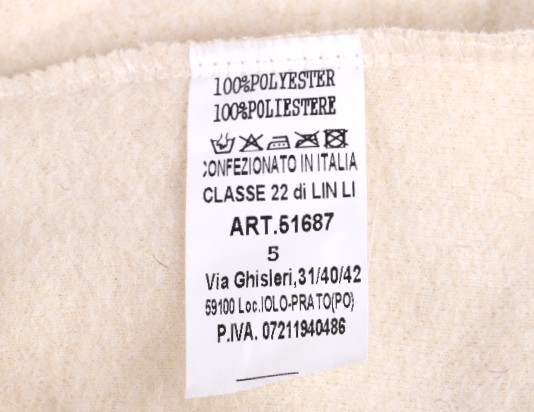 100%POLYESTER
100%POLIESTERE
CONFEZIONATO IN ITALIA
CLASSE 22 di LIN LI
ART.51687
5
Via Ghisleri,31/40/42
59100 Loc.IOLO-PRATO(PO)
P.IVA. 07211940486